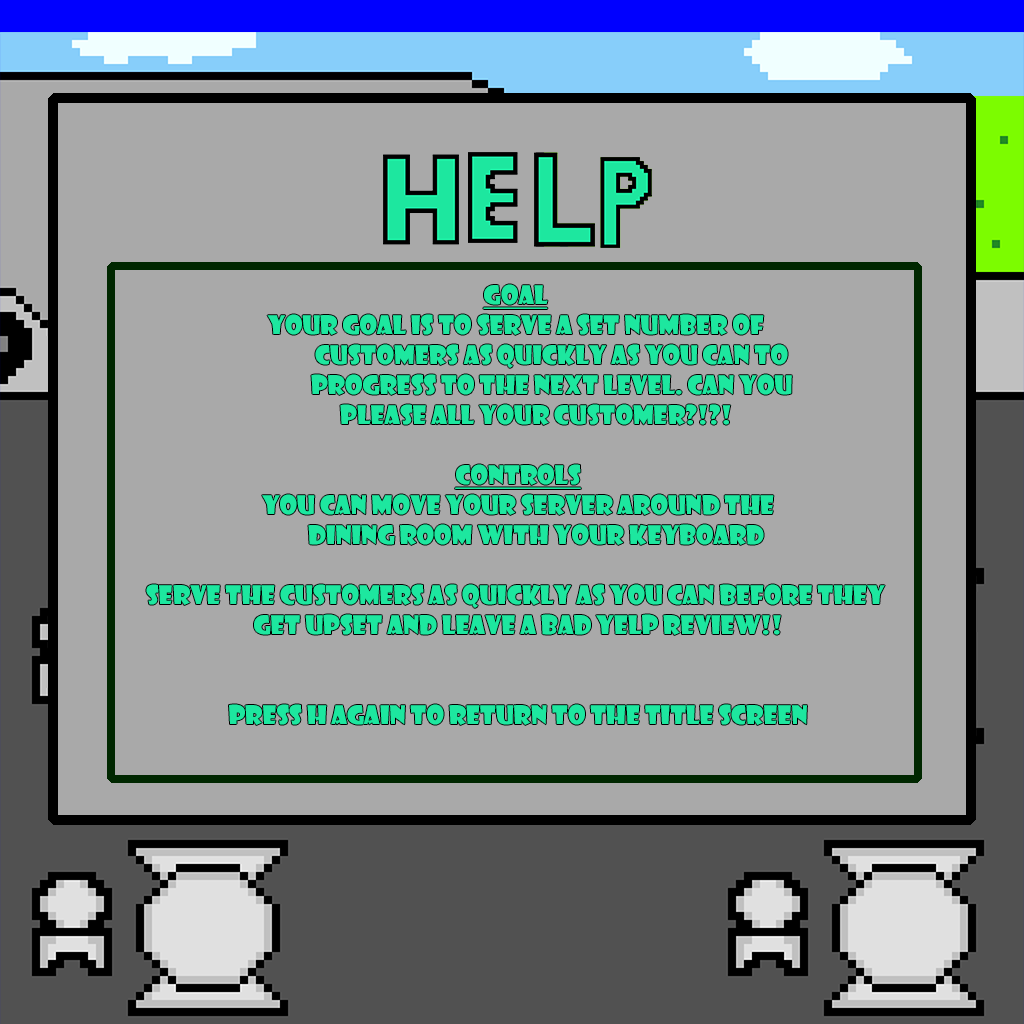 HELP
GOAL
YOUR GOAL IS TO SERVE A SET NUMBER OF
CUSTOMERS AS QUICKLY AS YOU CAN TO
PROGRESS TO THE NEXT LEVEL. CAN YOU
PLEASE ALL YOUR CUSTOMER?!?!
CONTROLS
YOU CAN MOVE YOUR SERVER AROUND THE
DINING ROOM WITH YOUR KEYBOARD
SERVE THE CUSTOMERS AS QUICKLY AS YOU CAN BEFORE THEY
GET UPSET AND LEAVE A BAD YELP REVIEW!!
PRESS H AGAIN TO RETURN TO THE TITLE SCREEN